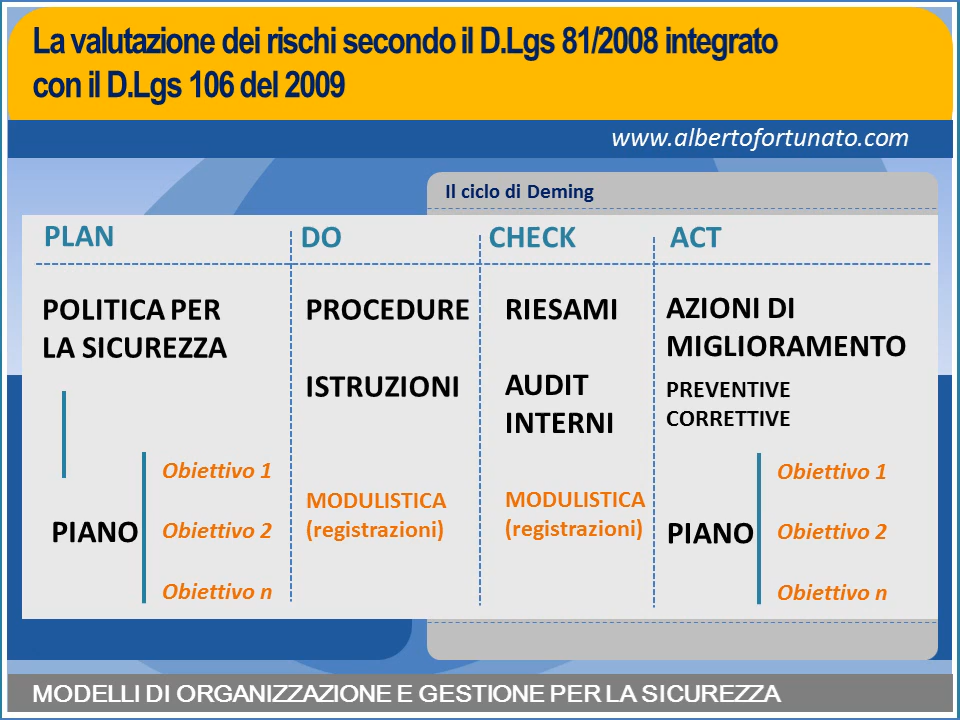 La valutazione dei rischi secondo il D.Lgs 81/2008 integrato
con il D.Lgs 106 del 2009
www.albertofortunato.com
Il ciclo di Deming
PLAN
POLITICA PER
LA SICUREZZA
PIANO
Obiettivo 1
Obiettivo 2
Obiettivo n
DO
PROCEDURE
ISTRUZIONI
MODULISTICA
(registrazioni)
CHECK
RIESAMI
AUDIT
INTERNI
MODULISTICA
(registrazioni)
ACT
AZIONI DI
MIGLIORAMENTO
PREVENTIVE
CORRETTIVE
PIANO
Obiettivo 1
Obiettivo 2
Obiettivo n
MODELLI DI ORGANIZZAZIONE E GESTIONE PER LA SICUREZZA